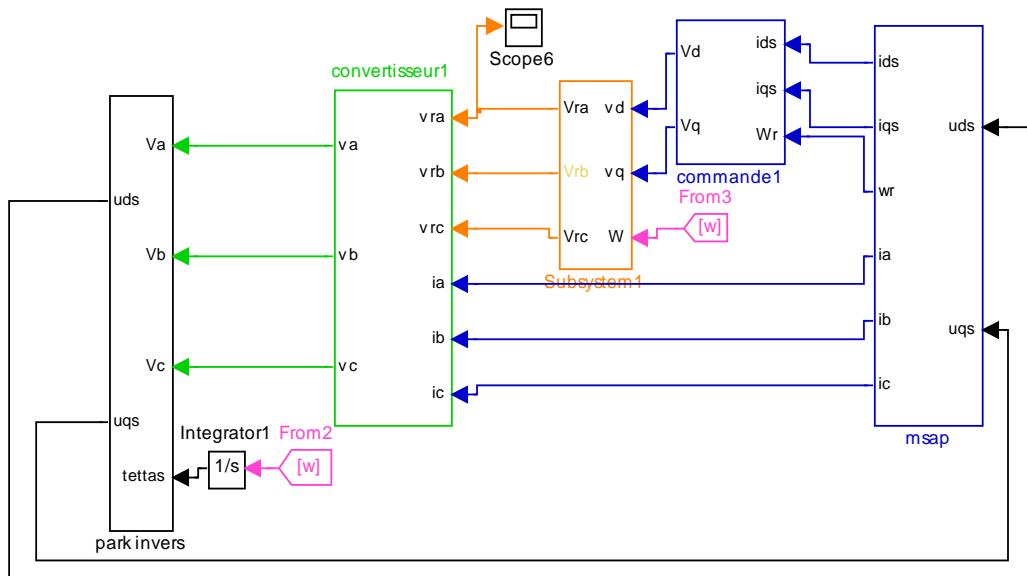 Scope6
convertisseur1
vra
vrb
vrc
ia
ib
ic
va
vb
vc
Va
Vb
Vc
uds
uqs
tettas
park invers
Integrator1
1/s
From2
[w]
Vra
Vrb
Vrc
vd
vq
W
Subsystem1
From3
[w]
Vd
Vq
ids
iqs
Wr
commande1
ids
iqs
wr
ia
ib
ic
uds
uqs
msap